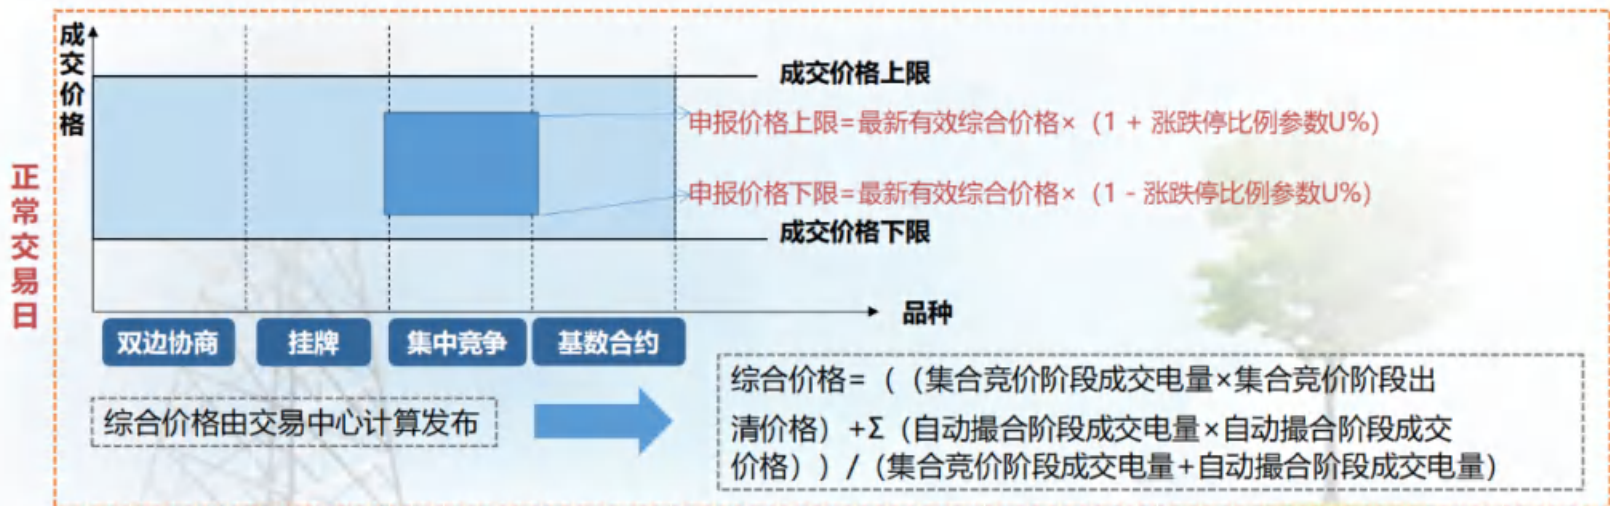 正常交易日
成交价格
成交价格上限
申报价格上限=最新有效综合价格×（1 + 涨跌停比例参数U%）
申报价格下限=最新有效综合价格×（1 - 涨跌停比例参数U%）
成交价格下限
品种
双边协商
挂牌
集中竞争
基数合约
综合价格由交易中心计算发布
综合价格=（（集合竞价阶段成交电量×集合竞价阶段出
清价格）+Σ（自动撮合阶段成交电量×自动撮合阶段成交
价格））/（集合竞价阶段成交电量+自动撮合阶段成交电量）